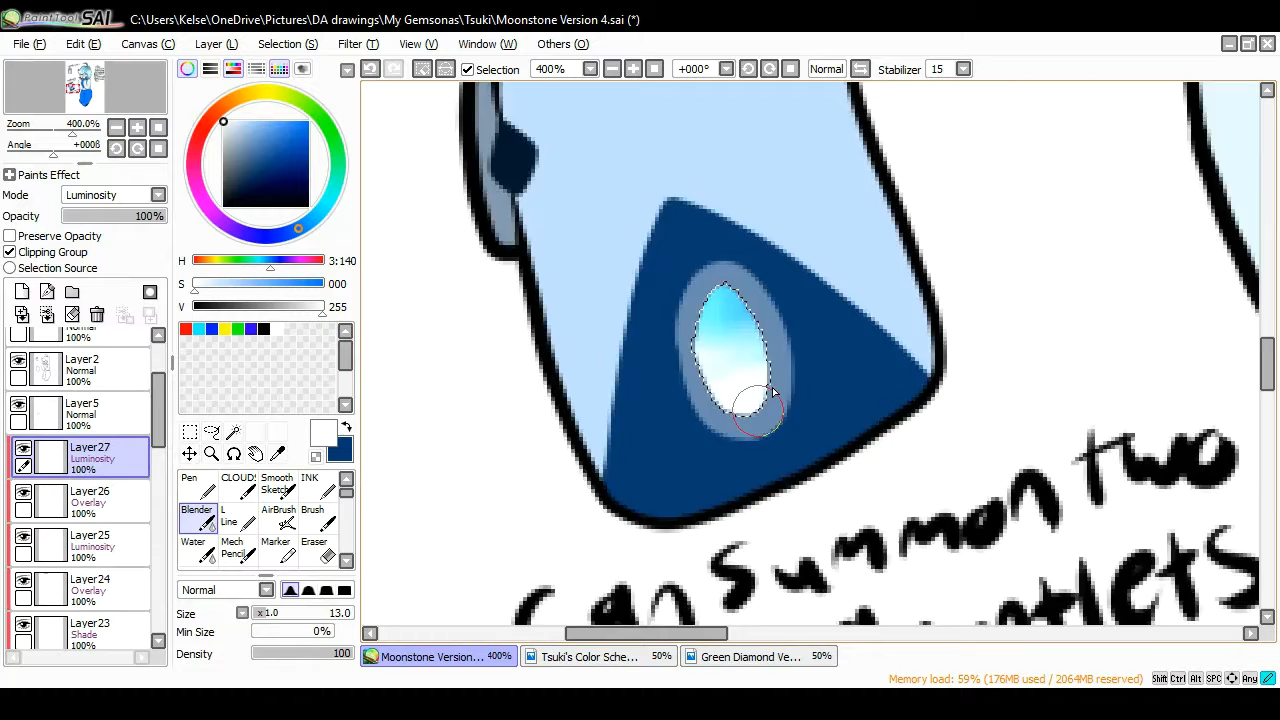 PaintTool SAI C:\Users\Kelse\OneDrive\Pictures\DA drawings\My Gemsonas\Tsuki\Moonstone Version 4.sai (*)
File (F) Edit (E) Canvas (C) Layer (L) Selection (S) Filter (T) View (V) Window (W) Others (O)
Selection 400% +000° Normal Stabilizer 15
Zoom 400.0%
Angle +000θ
Paints Effect
Mode Luminosity
Opacity 100%
Preserve Opacity
Clipping Group
Selection Source
H 3:140
S 000
V 255
Normal
100%
Layer2
Normal
100%
Layer5
Normal
100%
Layer27
Luminosity
100%
Layer26
Overlay
100%
Layer25
Luminosity
100%
Layer24
Overlay
100%
Layer23
Shade
100%
Pen CLOUD! Smooth Sketch INK
Blender L Line AirBrush Brush
Water Mech Pencil Marker Eraser
Normal
Size x1.0 13.0
Min Size 0%
Density 100
can summon two
Moonstone Version... 400% Tsuki's Color Sche... 50% Green Diamond Ve... 50%
Memory load: 59% (176MB used / 2064MB reserved) Shift Ctrl Alt SPC Any